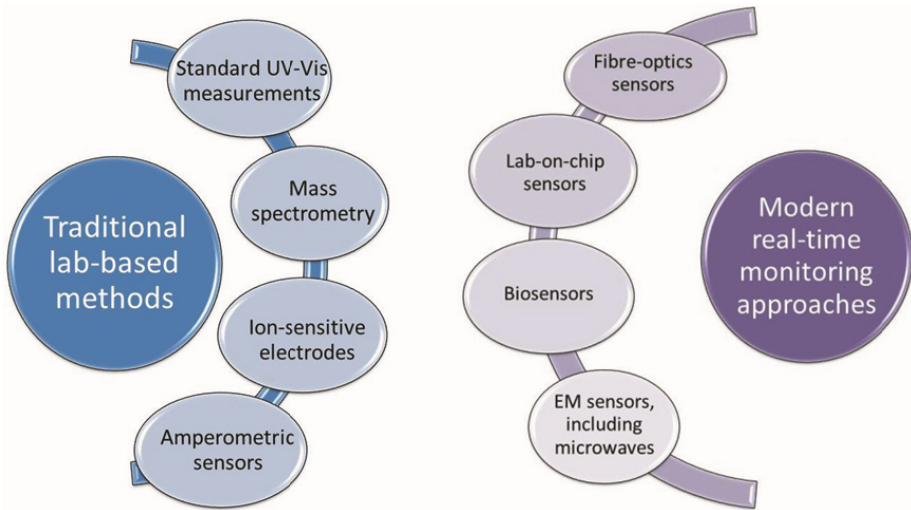 Traditional
lab-based
methods
Standard UV-Vis
measurements
Mass
spectrometry
Ion-sensitive
electrodes
Amperometric
sensors
Fibre-optics
sensors
Lab-on-chip
sensors
Biosensors
EM sensors,
including
microwaves
Modern
real-time
monitoring
approaches